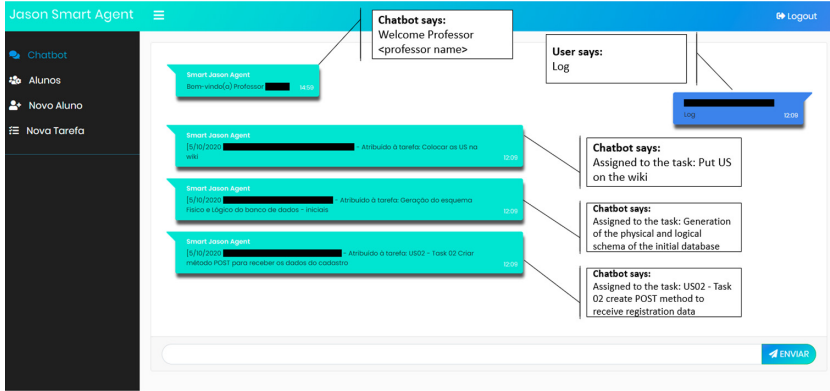 Jason Smart Agent
Logout
Chatbot
Alunos
Novo Aluno
Nova Tarefa
Chatbot says:
Welcome Professor
<professor name>
User says:
Log
Smart Jason Agent
Bem-vindo(a) Professor
14:59
Log
12:09
Smart Jason Agent
[5/10/2020 - Atribuído à tarefa: Colocar as US na
wiki
12:09
Chatbot says:
Assigned to the task: Put US
on the wiki
Smart Jason Agent
[5/10/2020 - Atribuído à tarefa: Geração do esquema
Físico e Lógico do banco de dados - iniciais
12:09
Chatbot says:
Assigned to the task: Generation
of the physical and logical
schema of the initial database
Smart Jason Agent
[5/10/2020 - Atribuído à tarefa: US02 - Task 02 Criar
método POST para receber os dados do cadastro
12:09
Chatbot says:
Assigned to the task: US02 - Task
02 create POST method to
receive registration data
ENVIAR